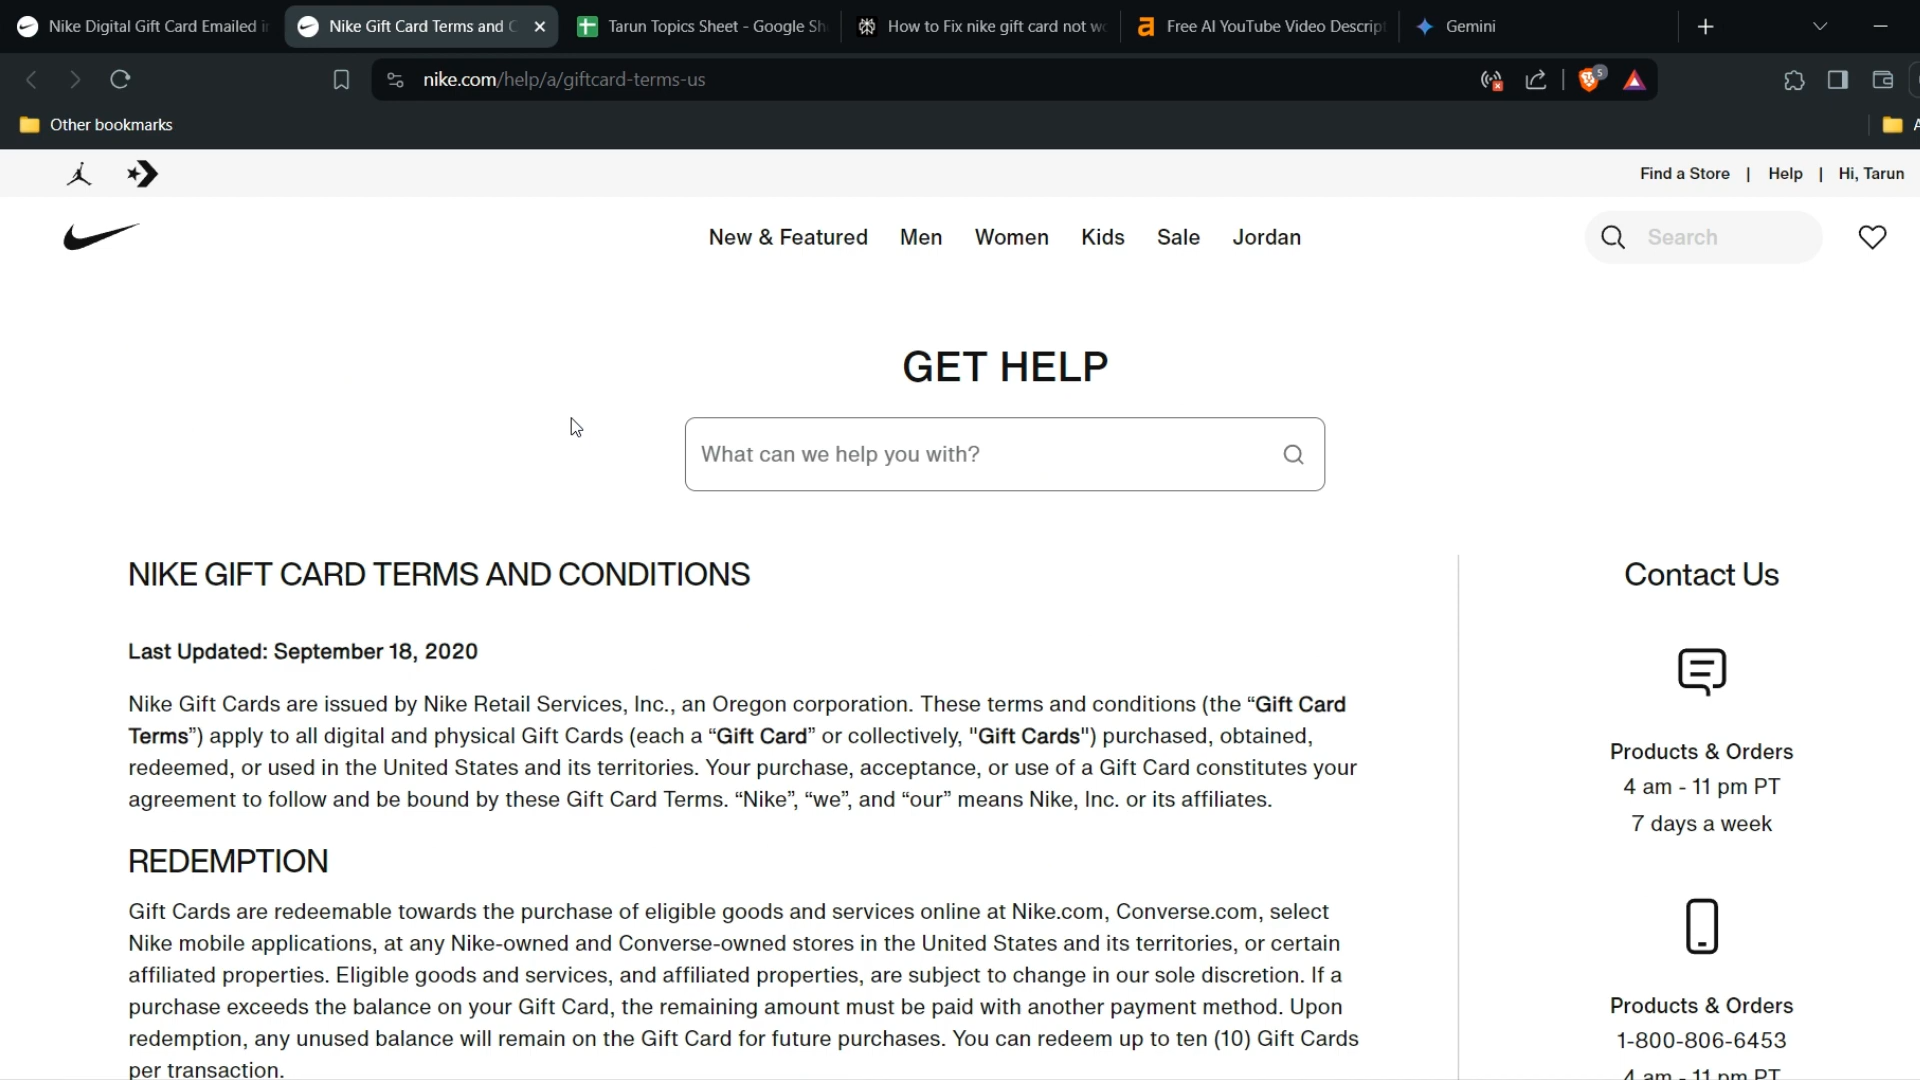 Nike Digital Gift Card Emailed i
Nike Gift Card Terms and C
Tarun Topics Sheet - Google Sh
How to Fix nike gift card not wo
Free AI YouTube Video Descript
Gemini
nike.com/help/a/giftcard-terms-us
5
Other bookmarks
A
Find a Store | Help | Hi, Tarun
New & Featured Men Women Kids Sale Jordan
Search
GET HELP
What can we help you with?
NIKE GIFT CARD TERMS AND CONDITIONS
Last Updated: September 18, 2020
Nike Gift Cards are issued by Nike Retail Services, Inc., an Oregon corporation. These terms and conditions (the “Gift Card
Terms”) apply to all digital and physical Gift Cards (each a “Gift Card” or collectively, "Gift Cards") purchased, obtained,
redeemed, or used in the United States and its territories. Your purchase, acceptance, or use of a Gift Card constitutes your
agreement to follow and be bound by these Gift Card Terms. “Nike”, “we”, and “our” means Nike, Inc. or its affiliates.
REDEMPTION
Gift Cards are redeemable towards the purchase of eligible goods and services online at Nike.com, Converse.com, select
Nike mobile applications, at any Nike-owned and Converse-owned stores in the United States and its territories, or certain
affiliated properties. Eligible goods and services, and affiliated properties, are subject to change in our sole discretion. If a
purchase exceeds the balance on your Gift Card, the remaining amount must be paid with another payment method. Upon
redemption, any unused balance will remain on the Gift Card for future purchases. You can redeem up to ten (10) Gift Cards
per transaction.
Contact Us
Products & Orders
4 am - 11 pm PT
7 days a week
Products & Orders
1-800-806-6453
4 am - 11 pm PT